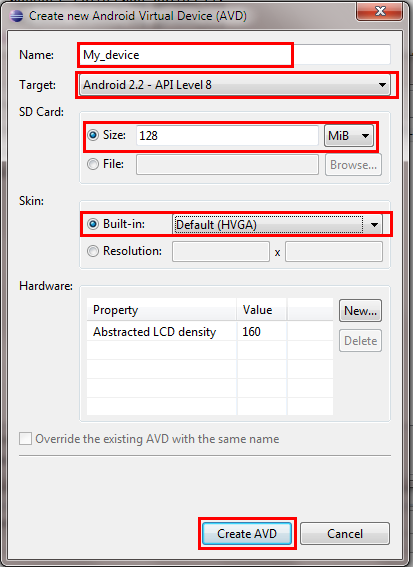 Create new Android Virtual Device (AVD)
Name: My_device
Target: Android 2.2 - API Level 8
SD Card:
Size: 128 MiB
File: Browse...
Skin:
Built-in: Default (HVGA)
Resolution: x
Hardware:
Property Value New...
Abstracted LCD density 160 Delete
Override the existing AVD with the same name
Create AVD Cancel